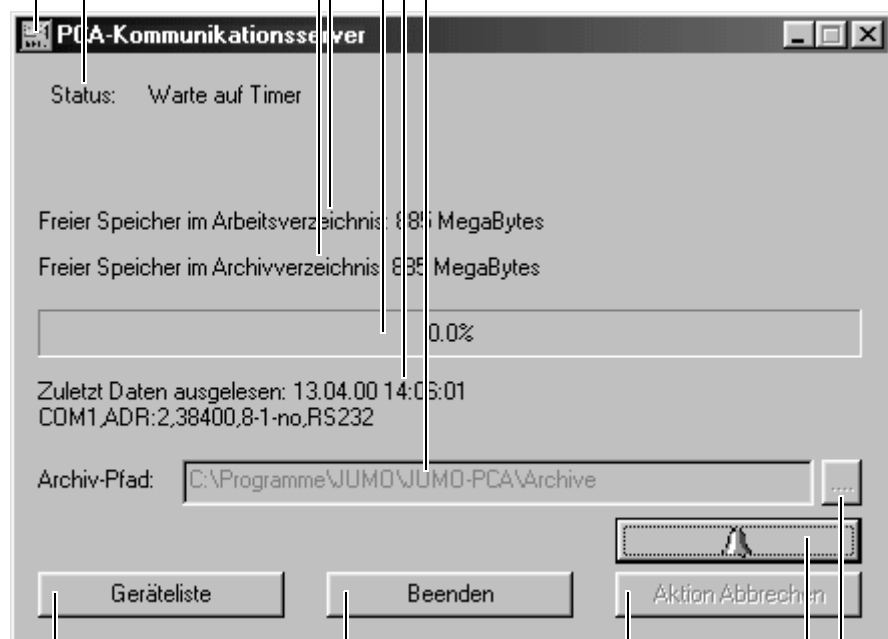 PCA-Kommunikationsserver
Status: Warte auf Timer
Freier Speicher im Arbeitsverzeichnis: 885 MegaBytes
Freier Speicher im Archivverzeichnis: 885 MegaBytes
0.0%
Zuletzt Daten ausgelesen: 13.04.00 14:06:01
COM1,ADR:2,38400,8-1-no,RS232
Archiv-Pfad: C:\Programme\JUMO\JUMO-PCA\Archive ....
Geräteliste Beenden Aktion Abbrechen